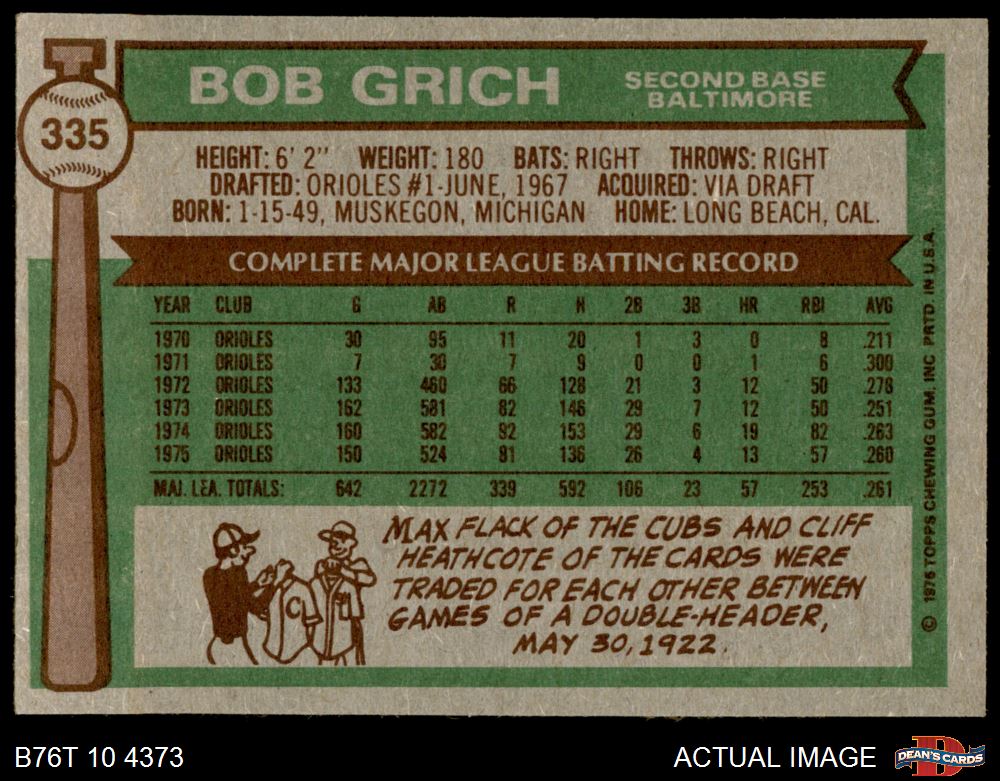 BOB GRICH
SECOND BASE
BALTIMORE
335
HEIGHT: 6' 2" WEIGHT: 180 BATS: RIGHT THROWS: RIGHT
DRAFTED: ORIOLES #1-JUNE, 1967 ACQUIRED: VIA DRAFT
BORN: 1-15-49, MUSKEGON, MICHIGAN HOME: LONG BEACH, CAL.
COMPLETE MAJOR LEAGUE BATTING RECORD
YEAR CLUB G AB R H 2B 3B HR RBI AVG
1970 ORIOLES 30 95 11 20 1 3 0 8 .211
1971 ORIOLES 7 30 7 9 0 0 1 6 .300
1972 ORIOLES 133 460 66 128 21 3 12 50 .278
1973 ORIOLES 162 581 82 146 29 7 12 50 .251
1974 ORIOLES 160 582 92 153 29 6 19 82 .263
1975 ORIOLES 150 524 81 136 26 4 13 57 .260
MAJ. LEA. TOTALS: 642 2272 339 592 106 23 57 253 .261
C
MAX FLACK OF THE CUBS AND CLIFF
HEATHCOTE OF THE CARDS WERE
TRADED FOR EACH OTHER BETWEEN
GAMES OF A DOUBLE-HEADER,
MAY 30, 1922.
© 1976 TOPPS CHEWING GUM, INC PRTD. IN U.S.A.
B76T 10 4373
ACTUAL IMAGE
D
DEAN'S CARDS